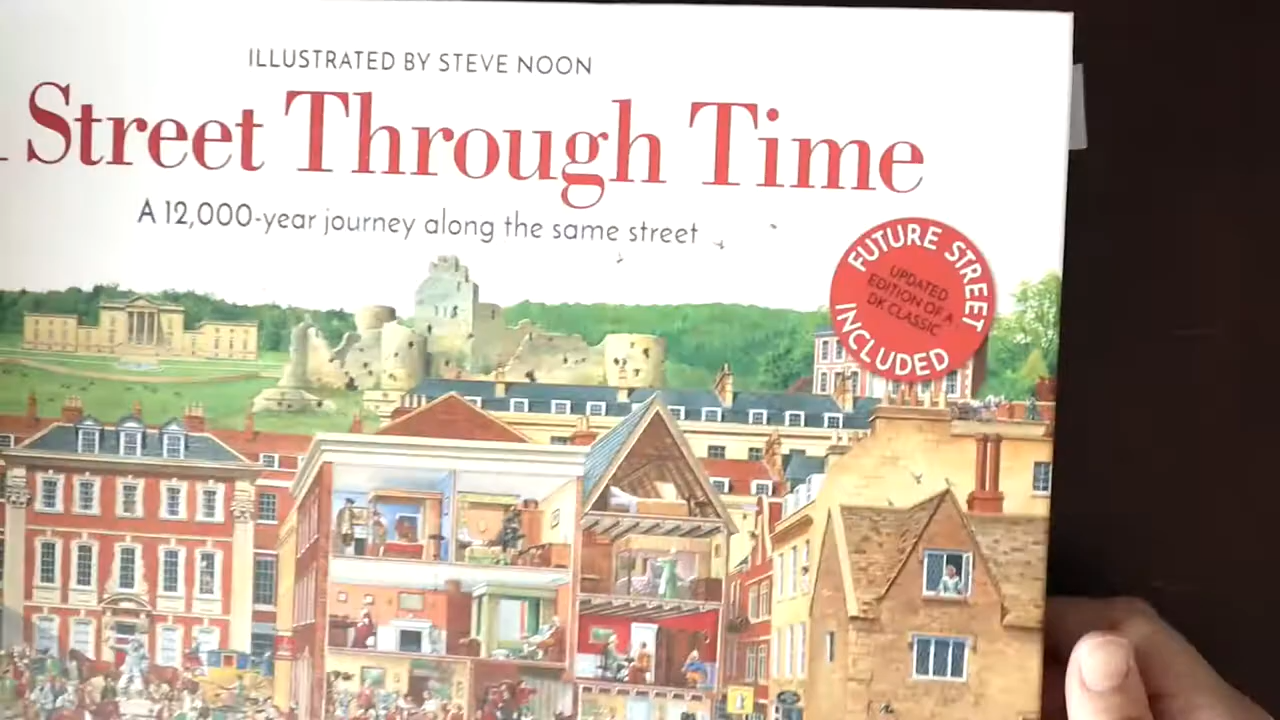 ILLUSTRATED BY STEVE NOON
Street Through Time
A 12,000-year journey along the same street
FUTURE STREET
UPDATED
EDITION OF A
DK CLASSIC
INCLUDED